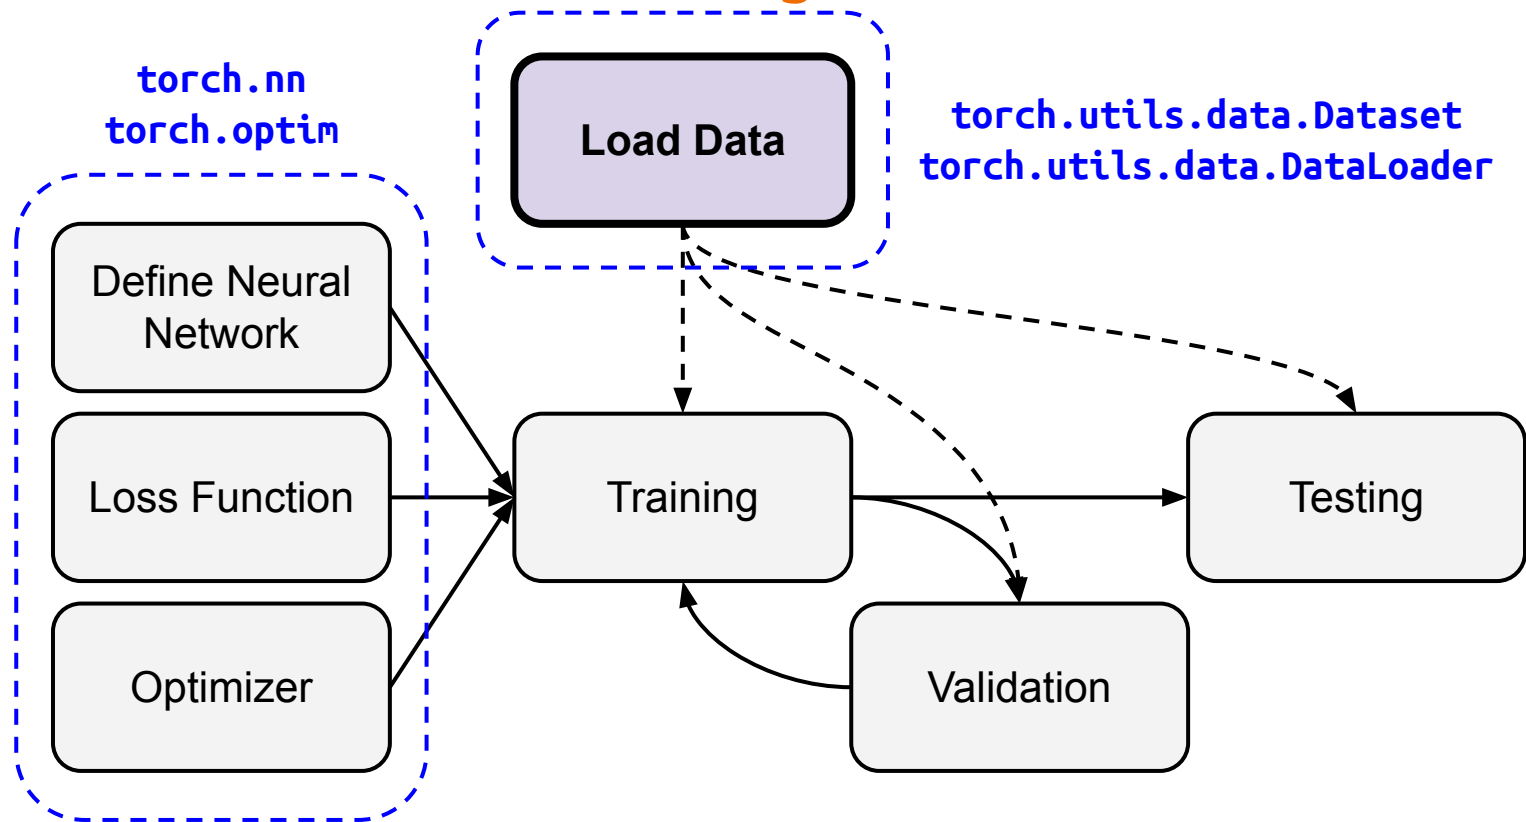 torch.nn
torch.optim
Load Data
torch.utils.data.Dataset
torch.utils.data.DataLoader
Define Neural
Network
Loss Function
Optimizer
Training
Validation
Testing